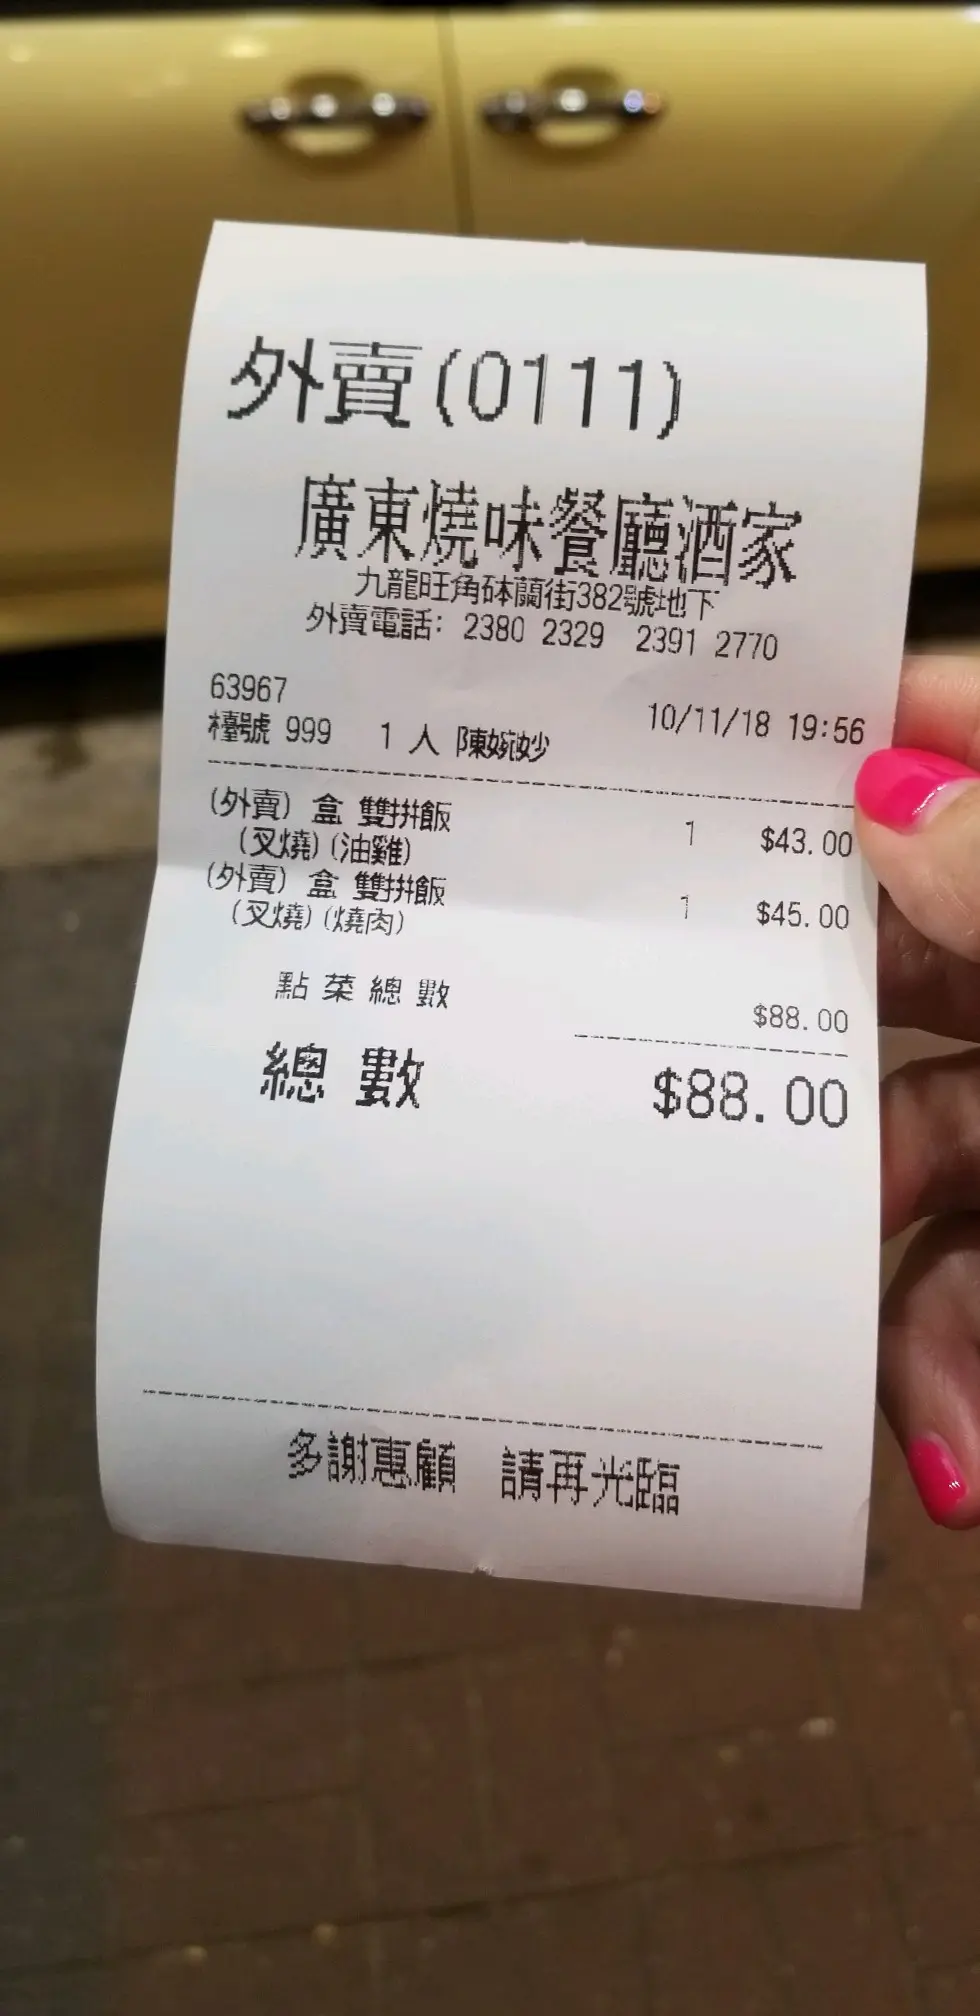 外賣(0111)
廣東燒味餐廳酒家
九龍旺角砵蘭街382號地下
外賣電話: 2380 2329 2391 2770
63967 10/11/18 19:56
檯號 999 1 人 陳婉妙
(外賣) 盒 雙拼飯 1 $43.00
(叉燒)(油雞)
(外賣) 盒 雙拼飯 1 $45.00
(叉燒)(燒肉)
點菜總數 $88.00
總數 $88.00
多謝惠顧 請再光臨